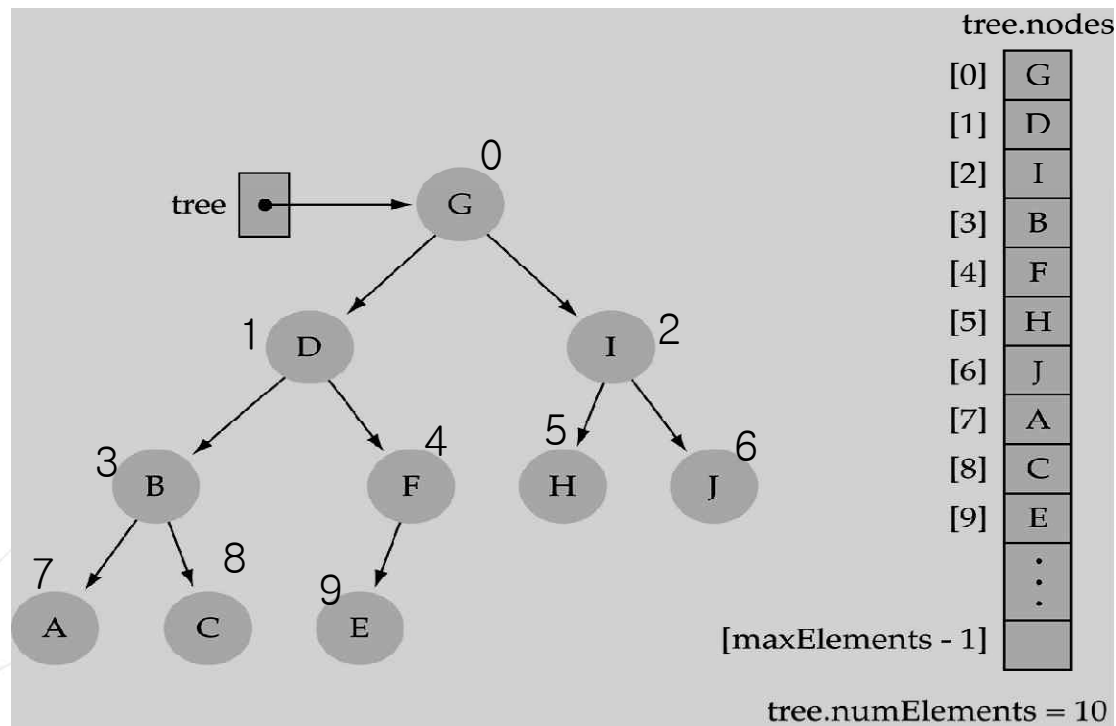 tree.nodes
[0] G
[1] D
[2] I
[3] B
[4] F
[5] H
[6] J
[7] A
[8] C
[9] E
[maxElements - 1]
tree.numElements = 10
0
tree G
1 D I 2
3 B 4 F 5 H 6 J
7 A 8 C 9 E